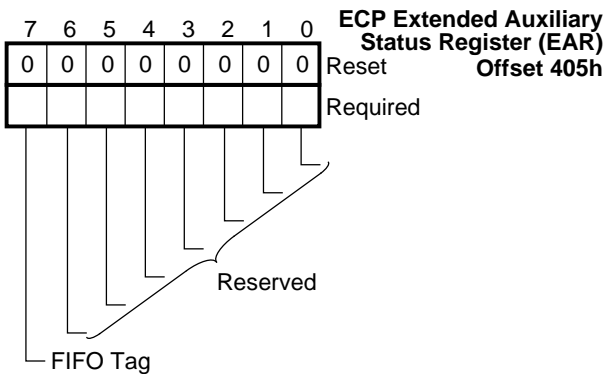 ECP Extended Auxiliary
Status Register (EAR)
Offset 405h
7 6 5 4 3 2 1 0
0 0 0 0 0 0 0 0 Reset
Required
Reserved
FIFO Tag